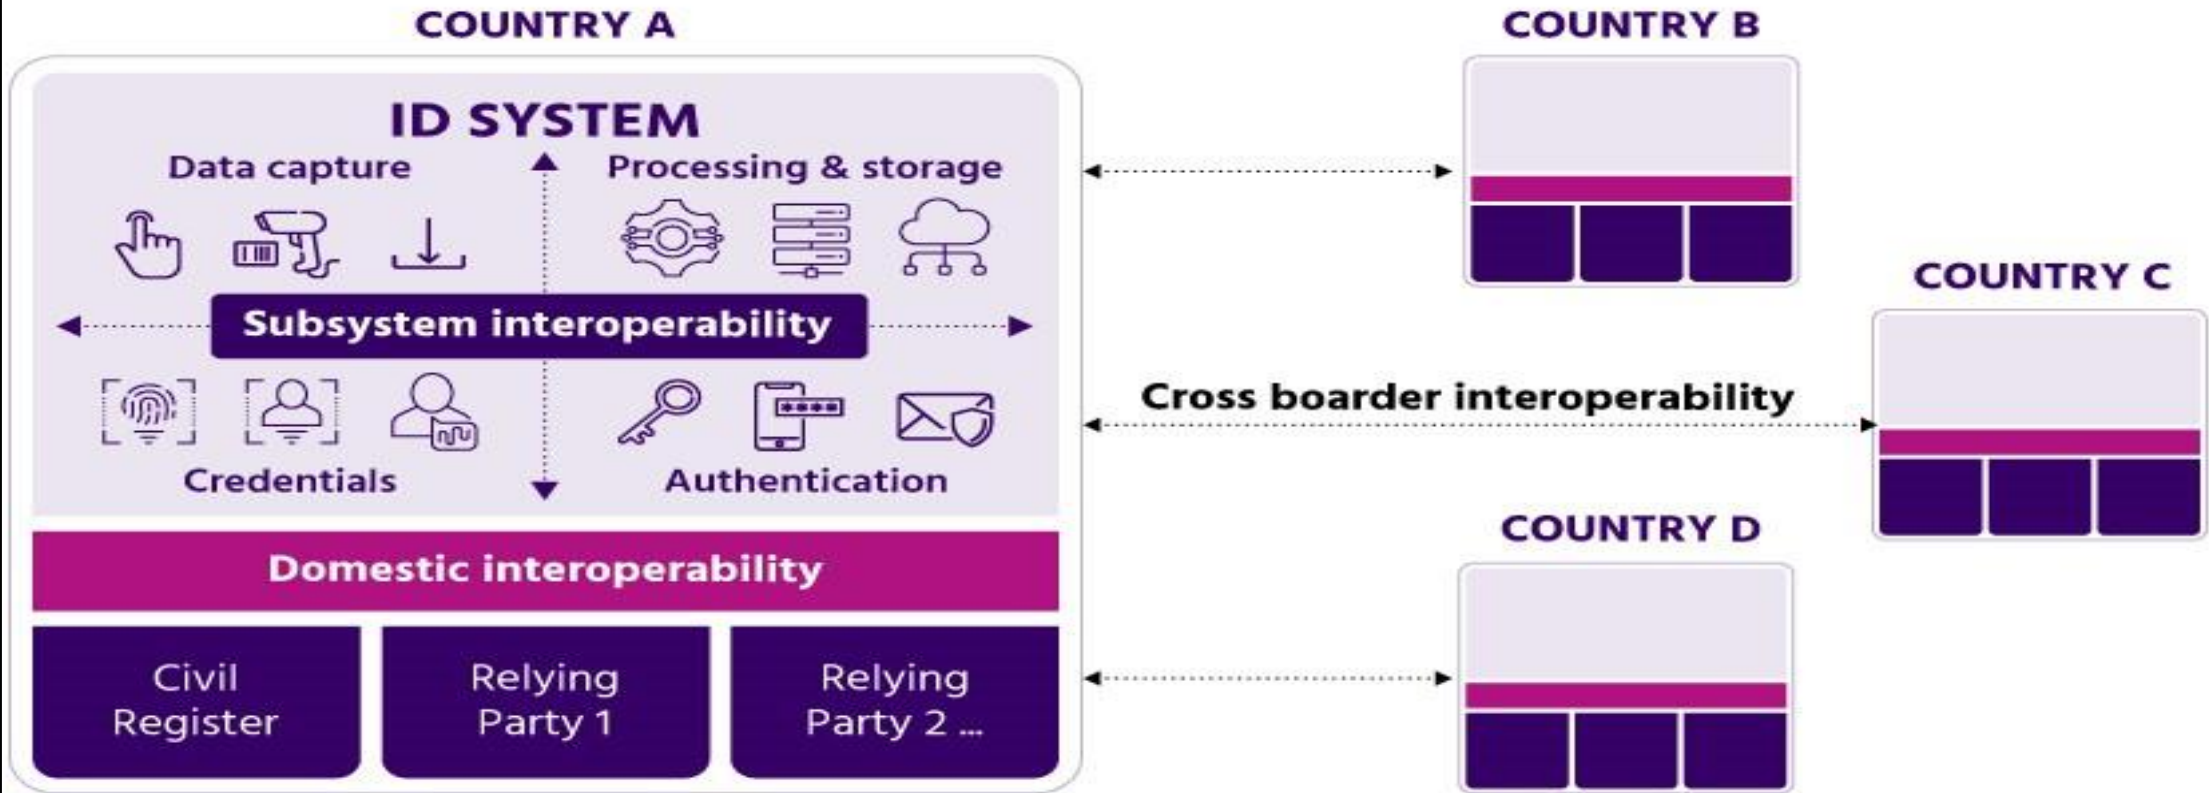 COUNTRY A
COUNTRY B
ID SYSTEM
Data capture
Processing & storage
Subsystem interoperability
COUNTRY C
Cross boarder interoperability
Credentials
Authentication
COUNTRY D
Domestic interoperability
Civil
Register
Relying
Party 1
Relying
Party 2 ...